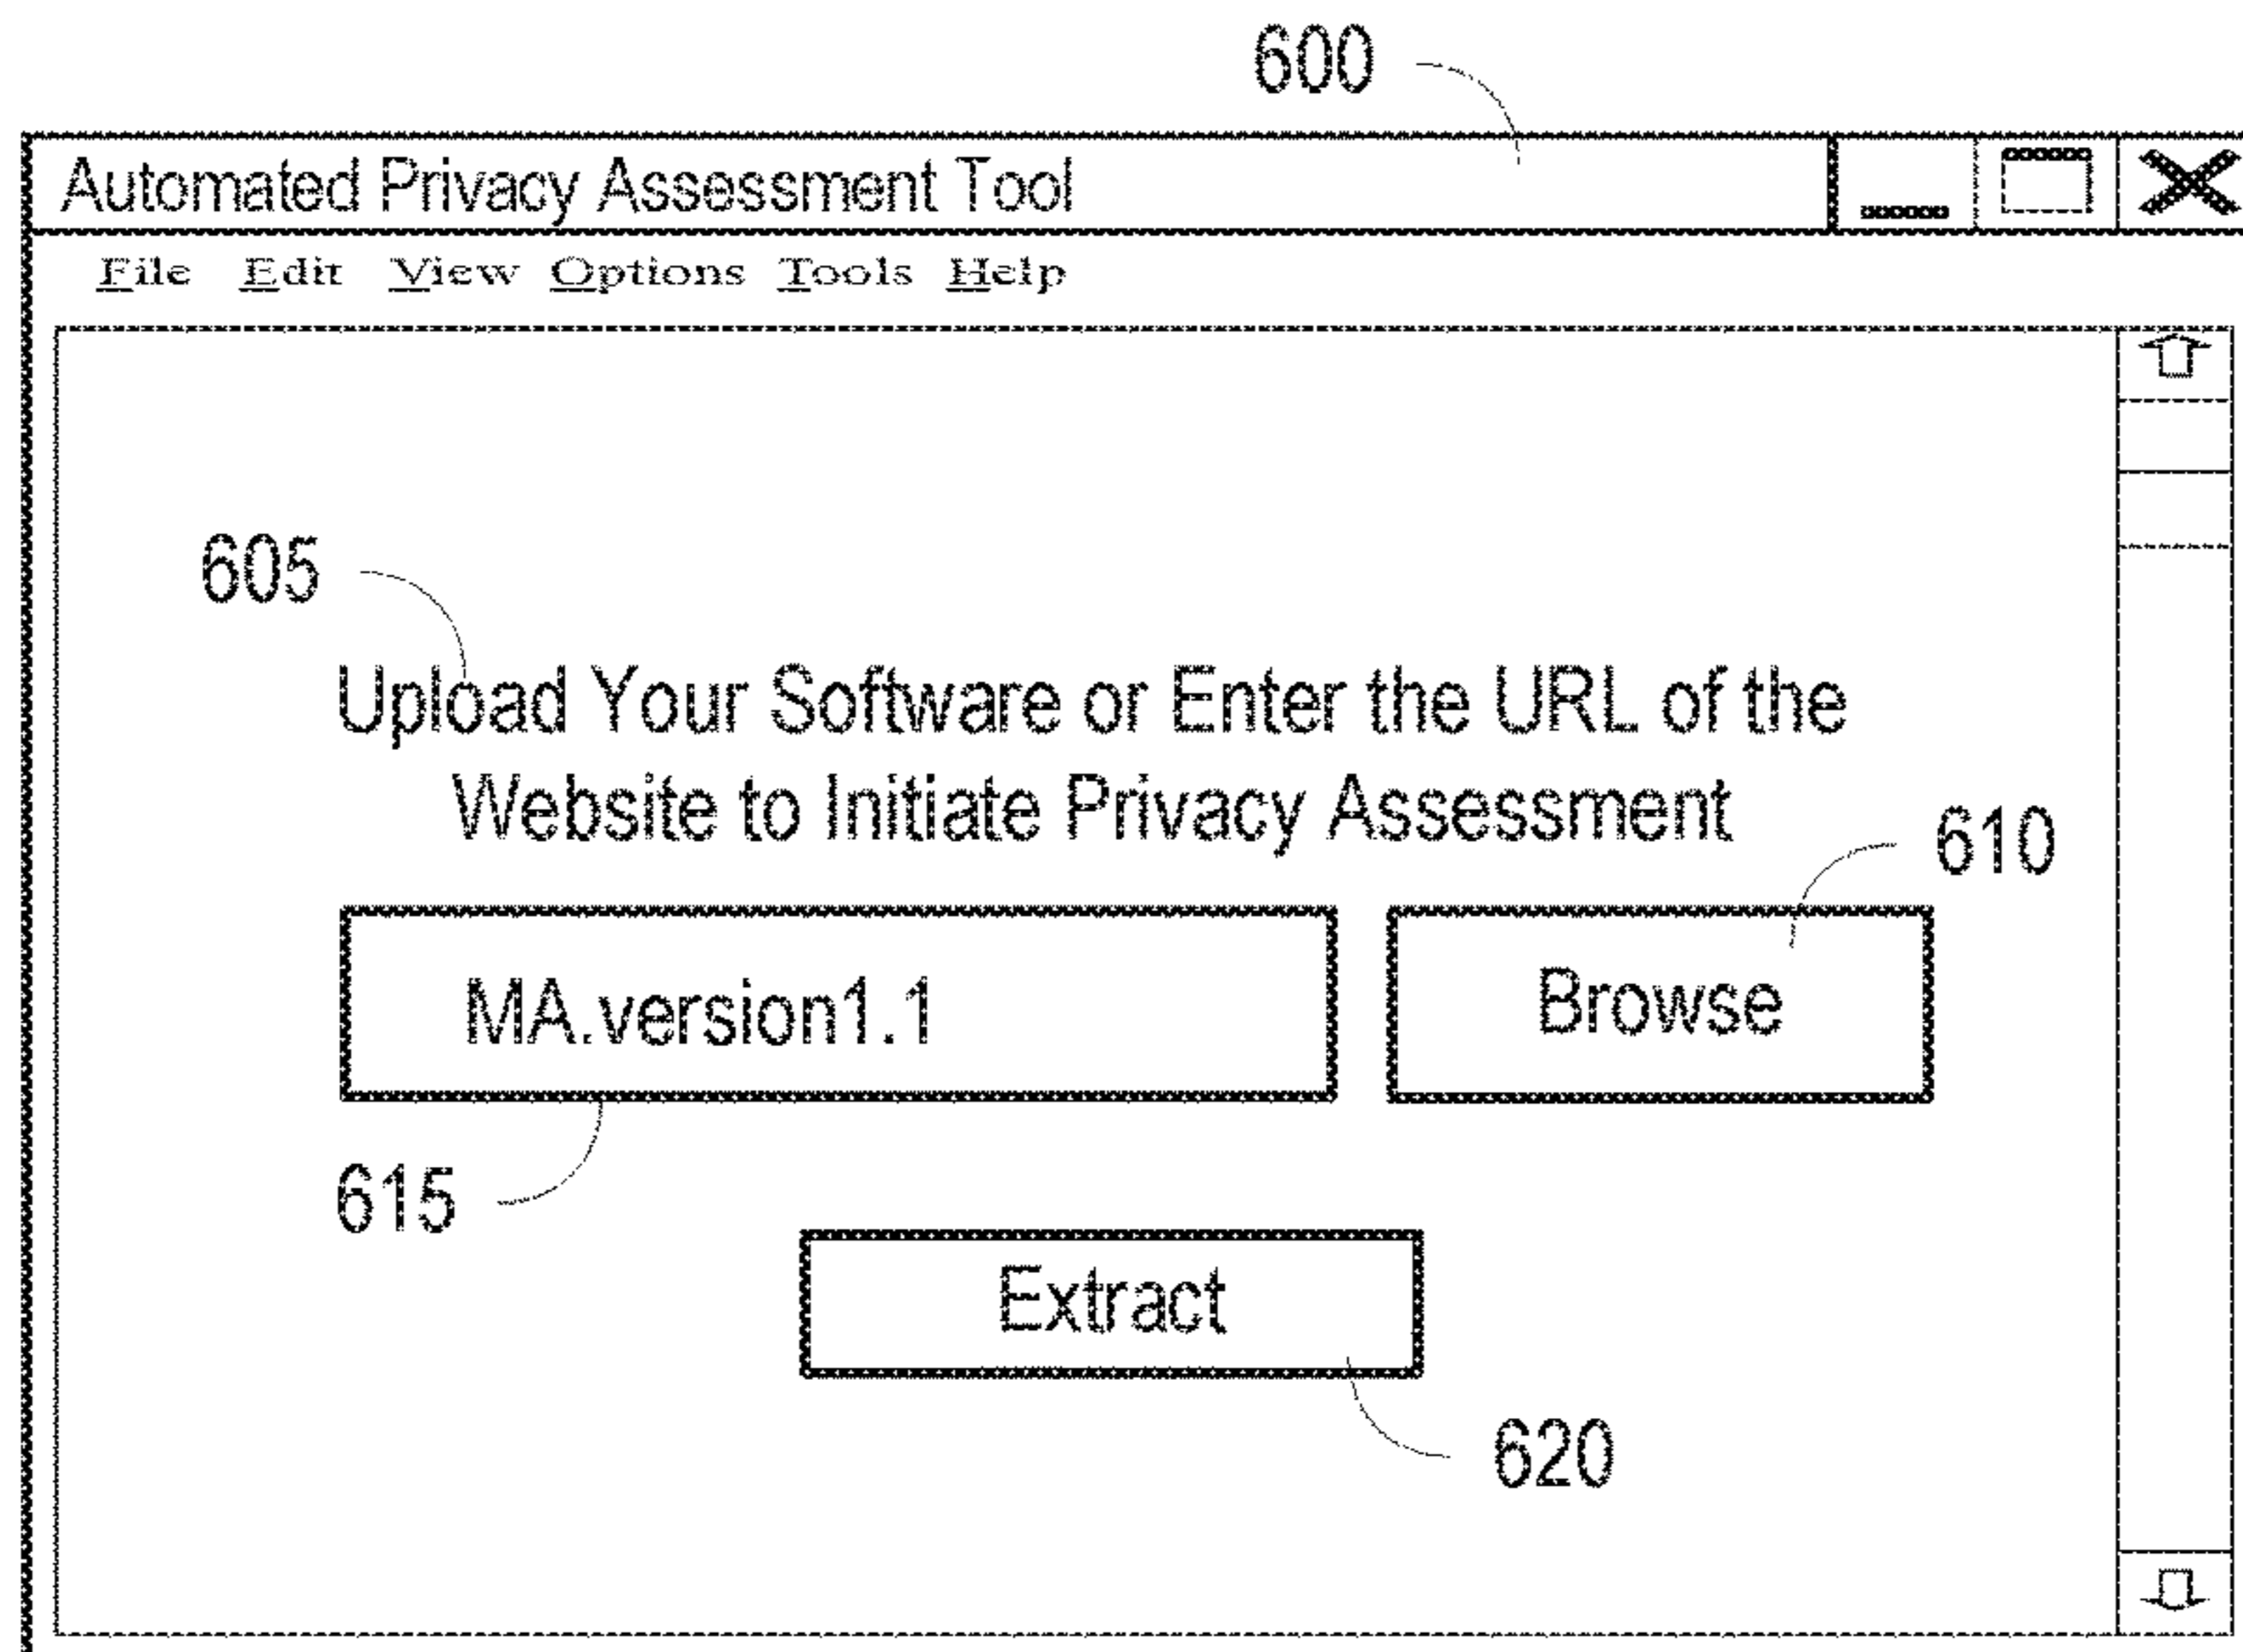 600
Automated Privacy Assessment Tool
File Edit View Options Tools Help
605
Upload Your Software or Enter the URL of the
Website to Initiate Privacy Assessment
610
MA.version1.1 Browse
615
Extract
620